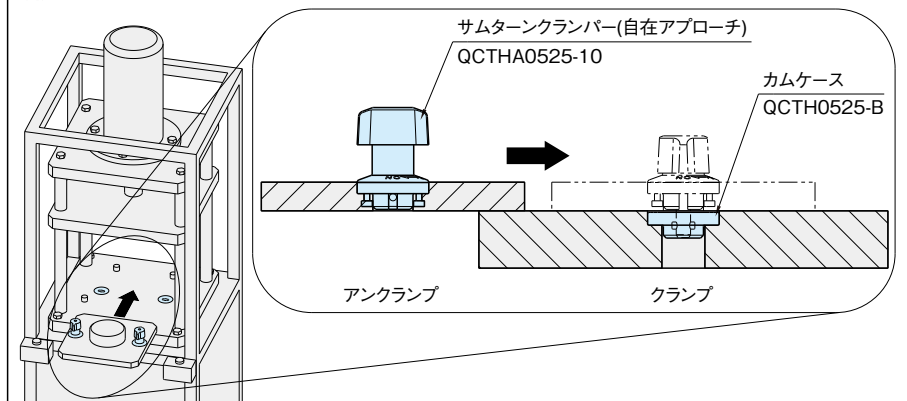 サムターンクランパー(自在アプローチ)
QCTHA0525-10
カムケース
QCTH0525-B
アンクランプ
クランプ